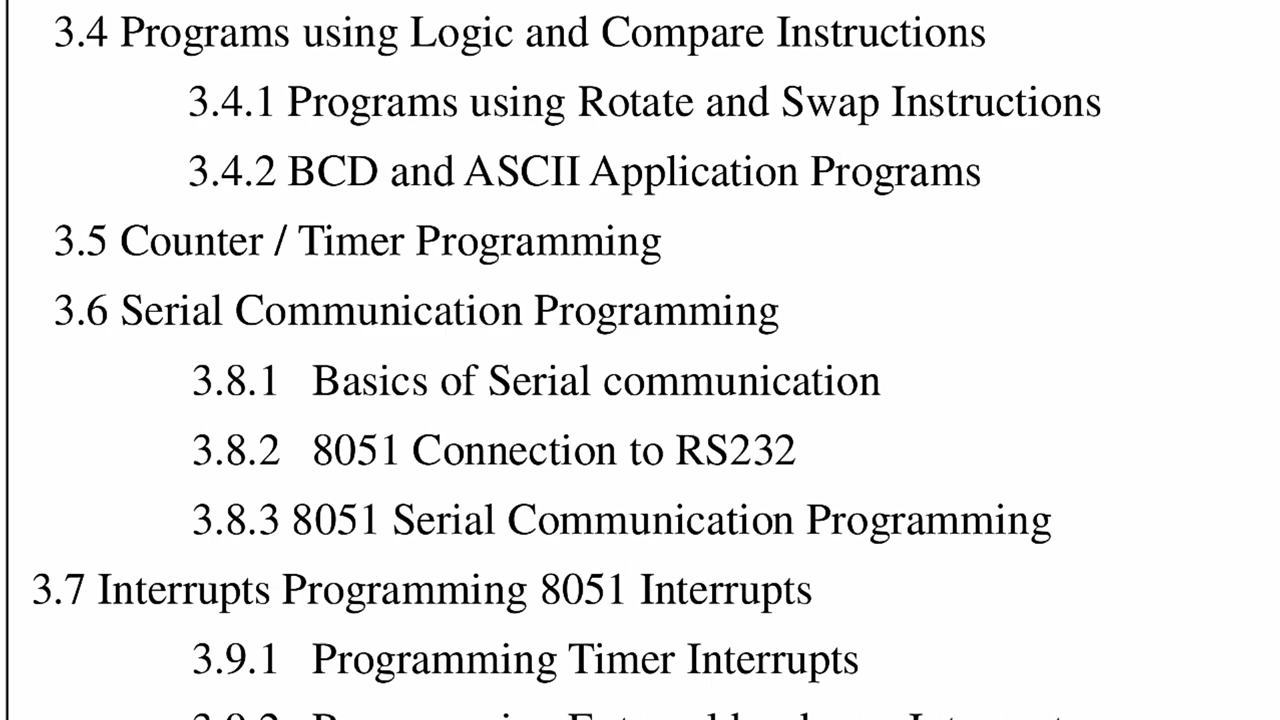 3.4 Programs using Logic and Compare Instructions
3.4.1 Programs using Rotate and Swap Instructions
3.4.2 BCD and ASCII Application Programs
3.5 Counter / Timer Programming
3.6 Serial Communication Programming
3.8.1 Basics of Serial communication
3.8.2 8051 Connection to RS232
3.8.3 8051 Serial Communication Programming
3.7 Interrupts Programming 8051 Interrupts
3.9.1 Programming Timer Interrupts